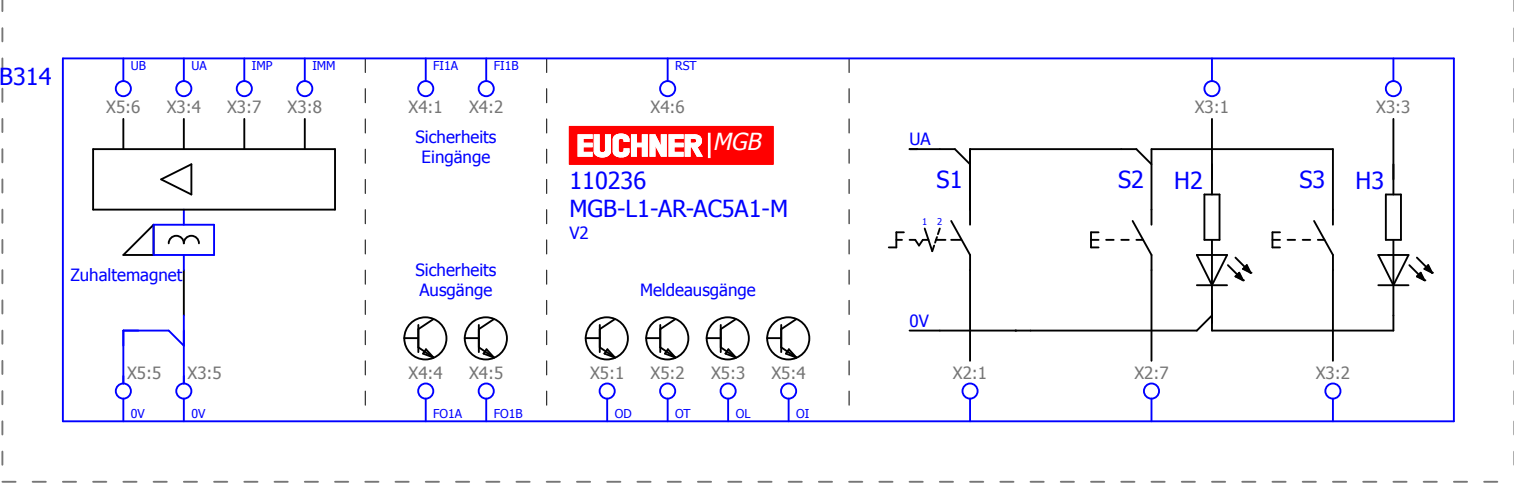 B314
UB UA IMP IMM FI1A FI1B RST
X5:6 X3:4 X3:7 X3:8 X4:1 X4:2 X4:6 X3:1 X3:3
Sicherheits
Eingänge
EUCHNER|MGB
110236
MGB-L1-AR-AC5A1-M
V2
UA
S1 S2 H2 S3 H3
1 2
Zuhaltemagnet
Sicherheits
Ausgänge
Meldeausgänge
0V
X5:5 X3:5 X4:4 X4:5 X5:1 X5:2 X5:3 X5:4 X2:1 X2:7 X3:2
0V 0V FO1A FO1B OD OT OL OI